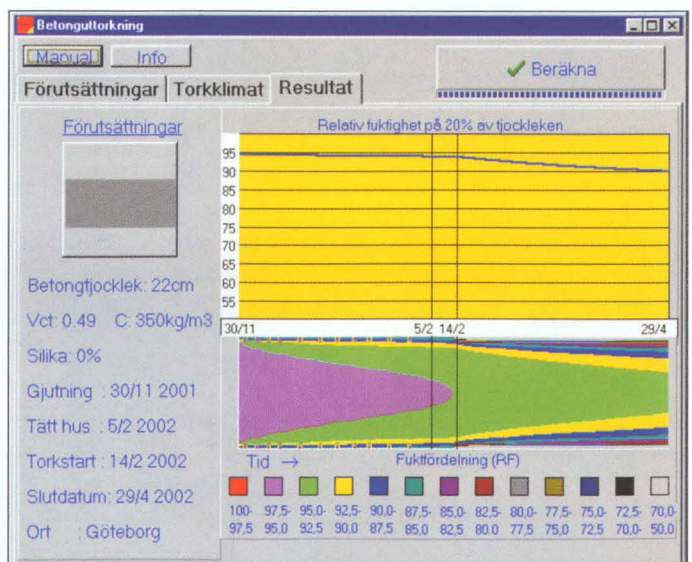 Betonguttorkning
Manual Info
Beräkna
Förutsättningar Torkklimat Resultat
Förutsättningar
Relativ fuktighet på 20% av tjockleken.
95
90
85
80
75
70
65
60
55
Betongtjocklek: 22cm
Vct: 0.49 C: 350kg/m3
Silika: 0%
Gjutning : 30/11 2001
Tätt hus : 5/2 2002
Torkstart : 14/2 2002
Slutdatum: 29/4 2002
Ort : Göteborg
30/11 5/2 14/2 29/4
Tid → Fuktfördelning (RF)
100- 97,5- 95,0- 92,5- 90,0- 87,5- 85,0- 82,5- 80,0- 77,5- 75,0- 72,5- 70,0-
97,5 95,0 92,5 90,0 87,5 85,0 82,5 80.0 77,5 75,0 72,5 70,0- 50.0